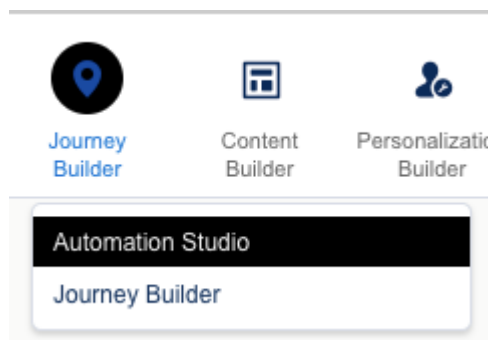 Journey Content Personalizatio
Builder Builder Builder
Automation Studio
Journey Builder